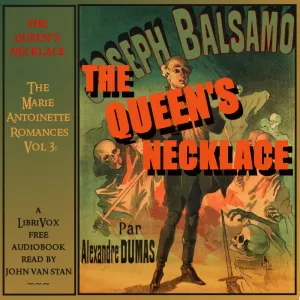 THE
QUEEN'S
NECKLACE
THE
MARIE
ANTOINETTE
ROMANCES
VOL 3:
A
LIBRIVOX
FREE
AUDIOBOOK
READ BY
JOHN VAN STAN
~~~
JOSEPH BALSAMO
THE
QUEEN'S
NECKLACE
Par
Alexandre DUMAS